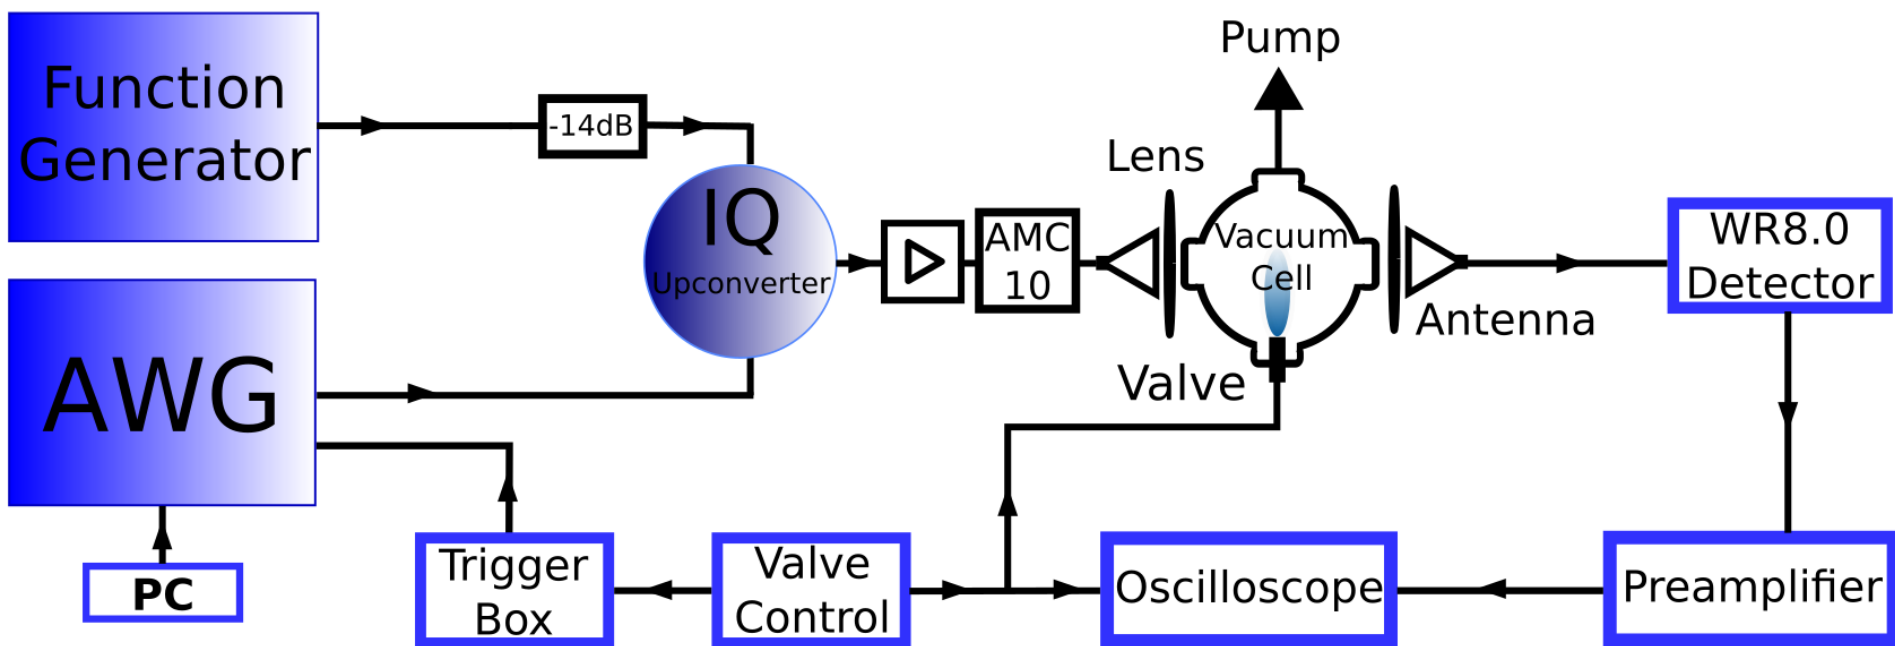 Function
Generator
-14dB
IQ
Upconverter
AMC
10
Lens
Pump
Vacuum
Cell
Valve
Antenna
WR8.0
Detector
AWG
PC
Trigger
Box
Valve
Control
Oscilloscope
Preamplifier